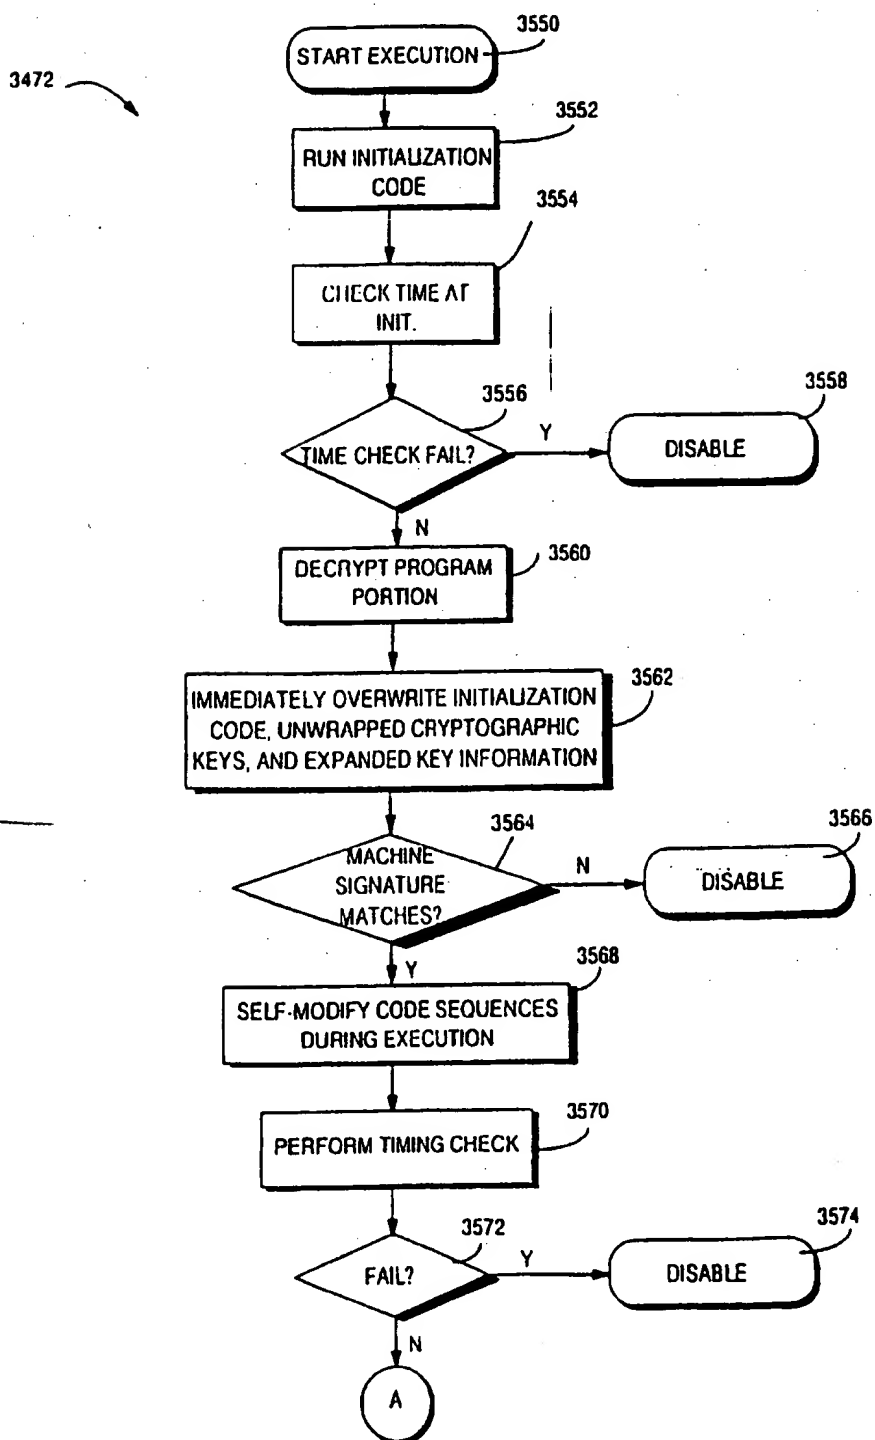 3550
START EXECUTION
3472
3552
RUN INITIALIZATION
CODE
3554
CHECK TIME AT
INIT.
3556
TIME CHECK FAIL?
Y
3558
DISABLE
N
3560
DECRYPT PROGRAM
PORTION
3562
IMMEDIATELY OVERWRITE INITIALIZATION
CODE, UNWRAPPED CRYPTOGRAPHIC
KEYS, AND EXPANDED KEY INFORMATION
3564
MACHINE
SIGNATURE
MATCHES?
N
3566
DISABLE
Y
3568
SELF-MODIFY CODE SEQUENCES
DURING EXECUTION
3570
PERFORM TIMING CHECK
3572
FAIL?
Y
3574
DISABLE
N
A